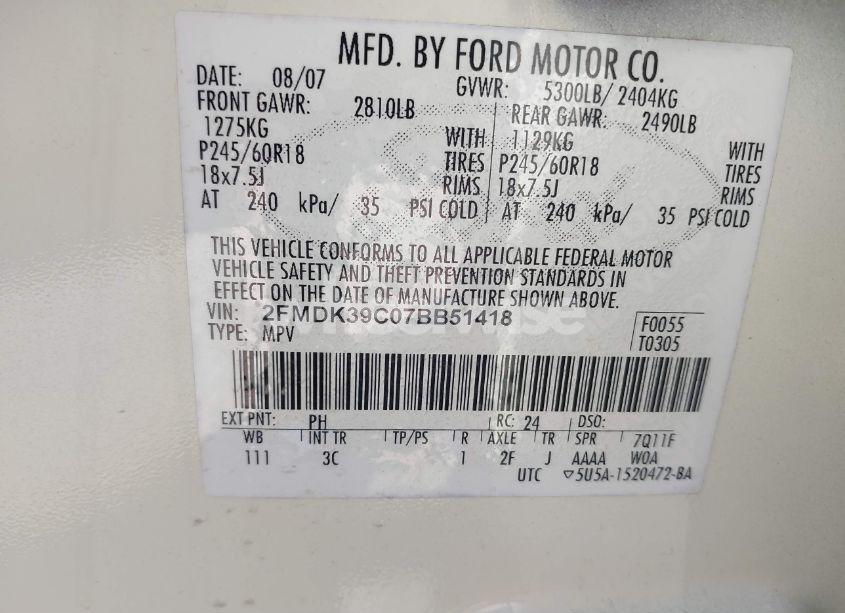 MFD. BY FORD MOTOR CO.
DATE: 08/07 GVWR: 5300LB/ 2404KG
FRONT GAWR: 2810LB REAR GAWR: 2490LB
1275KG WITH 1129KG WITH
P245/60R18 TIRES P245/60R18 TIRES
18x7.5J RIMS 18x7.5J RIMS
AT 240 kPa/ 35 PSI COLD AT 240 kPa/ 35 PSI COLD
THIS VEHICLE CONFORMS TO ALL APPLICABLE FEDERAL MOTOR
VEHICLE SAFETY AND THEFT PREVENTION STANDARDS IN
EFFECT ON THE DATE OF MANUFACTURE SHOWN ABOVE.
VIN: 2FMDK39C07BB51418 F0055
TYPE: MPV T0305
EXT PNT: PH RC: 24 DSO:
WB INT TR TP/PS R AXLE TR SPR 7Q11F
111 3C 1 2F J AAAA WOA
UTC ▽5U5A-1520472-BA